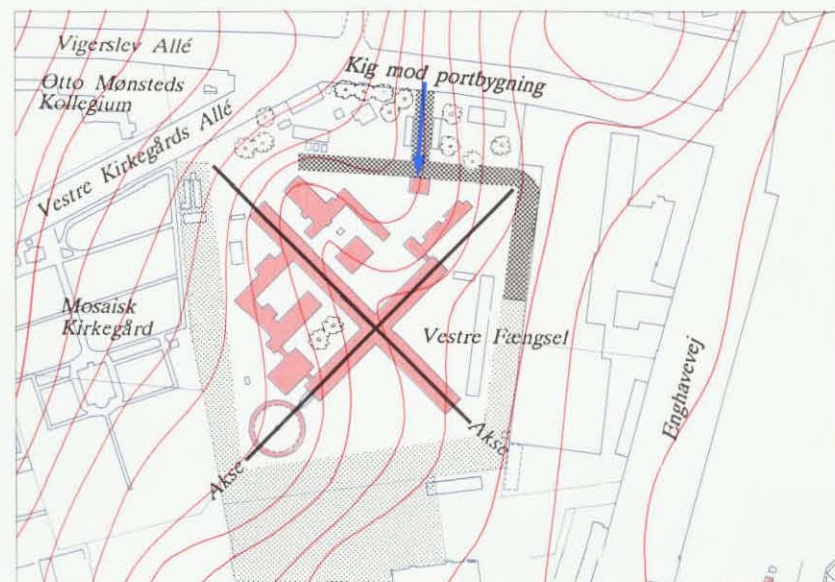 Vigerslev Allé
Otto Mønsteds
Kollegium
Kig mod portbygning
Vestre Kirkegårds Allé
Mosaisk
Kirkegård
Vestre Fængsel
Enghavevej
Akse
Akse